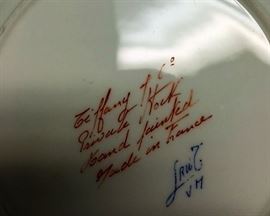 Tiffany & Co
Private Stock
Hand painted
Made in France
VM